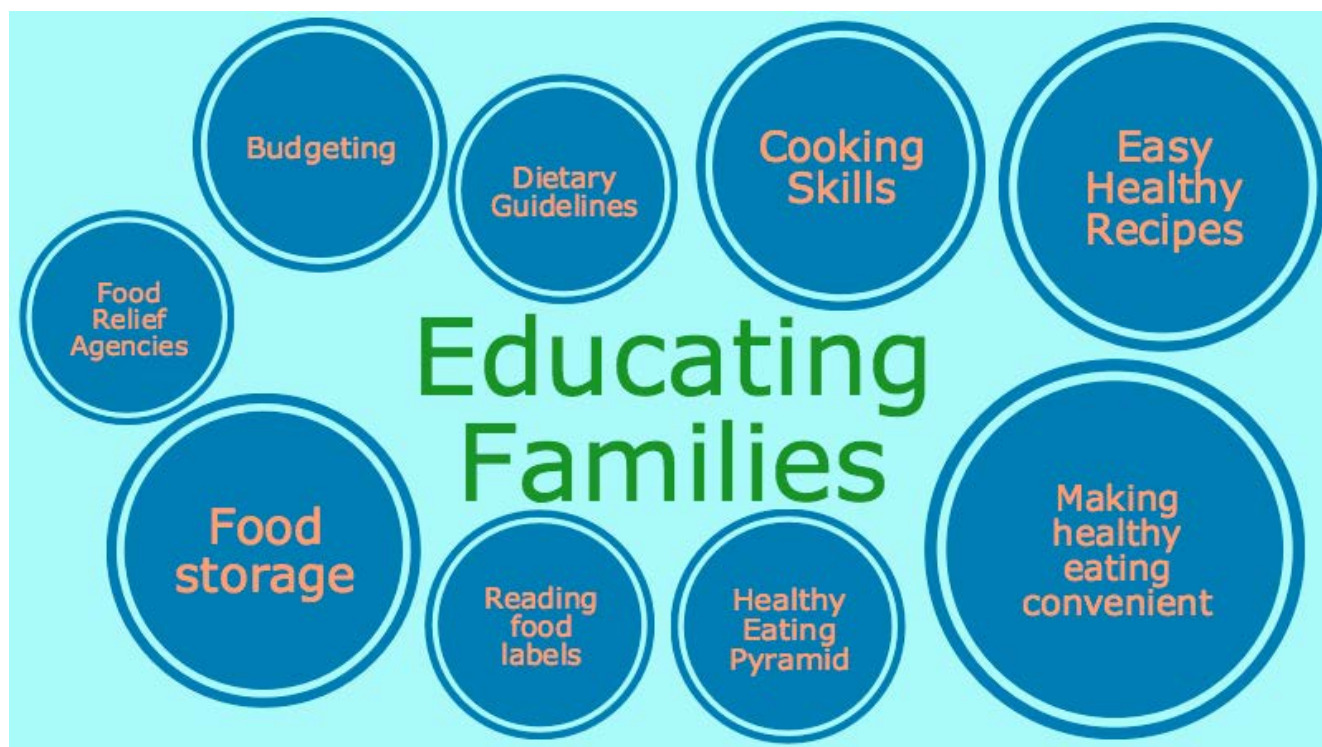 Budgeting
Dietary
Guidelines
Cooking
Skills
Easy
Healthy
Recipes
Food
Relief
Agencies
Educating
Families
Food
storage
Reading
food
labels
Healthy
Eating
Pyramid
Making
healthy
eating
convenient